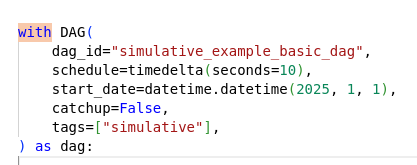 with DAG(
    dag_id="simulative_example_basic_dag",
    schedule=timedelta(seconds=10),
    start_date=datetime.datetime(2025, 1, 1),
    catchup=False,
    tags=["simulative"],
) as dag: